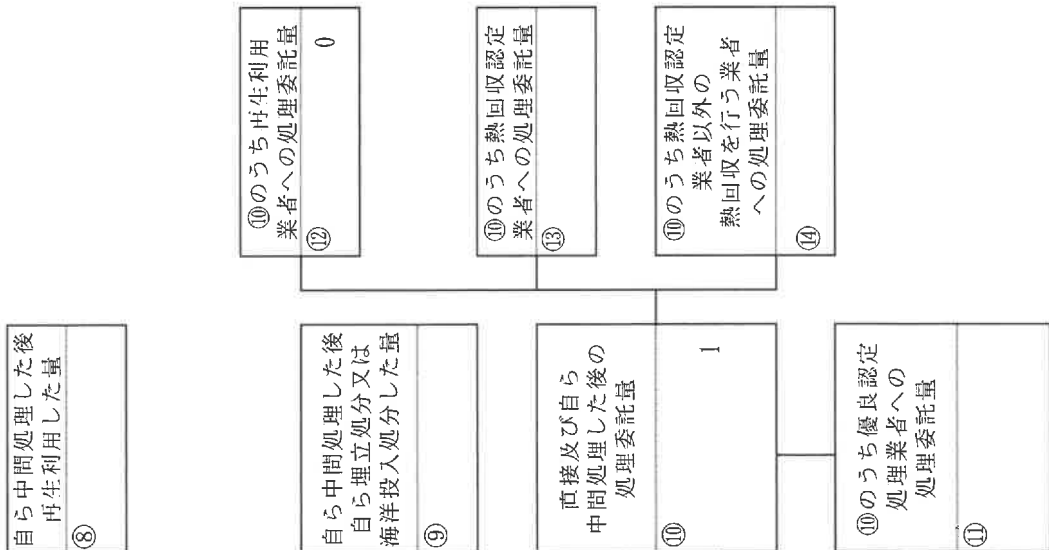 自ら中間処理した後
再生利用した量
⑧
自ら中間処理した後
自ら埋立処分又は
海洋投入処分した量
⑨
直接及び自ら
中間処理した後の
処理委託量
⑩
1
⑩のうち優良認定
処理業者への
処理委託量
⑪
⑩のうち再生利用
業者への処理委託量
⑫
0
⑩のうち熱回収認定
業者への処理委託量
⑬
⑩のうち熱回収認定
業者以外の
熱回収を行う業者
への処理委託量
⑭